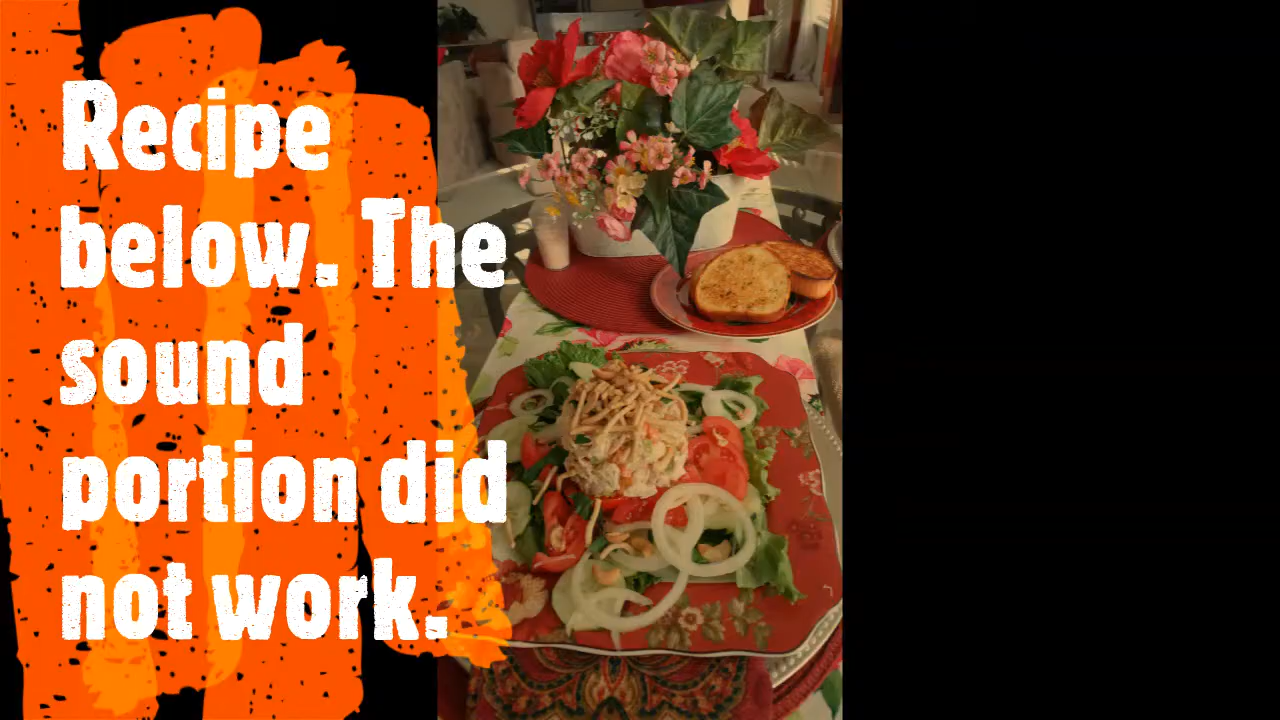 Recipe
below. The
sound
portion did
not work.